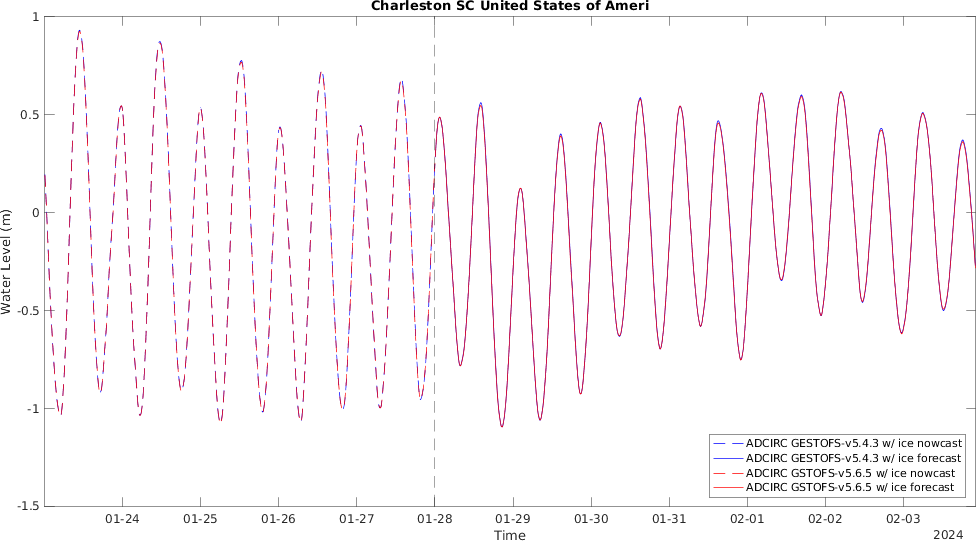 Charleston SC United States of Ameri
1
0.5
0
-0.5
-1
-1.5
Water Level (m)
ADCIRC GESTOFS-v5.4.3 w/ ice nowcast
ADCIRC GESTOFS-v5.4.3 w/ ice forecast
ADCIRC GSTOFS-v5.6.5 w/ ice nowcast
ADCIRC GSTOFS-v5.6.5 w/ ice forecast
01-24 01-25 01-26 01-27 01-28 01-29 01-30 01-31 02-01 02-02 02-03
Time
2024